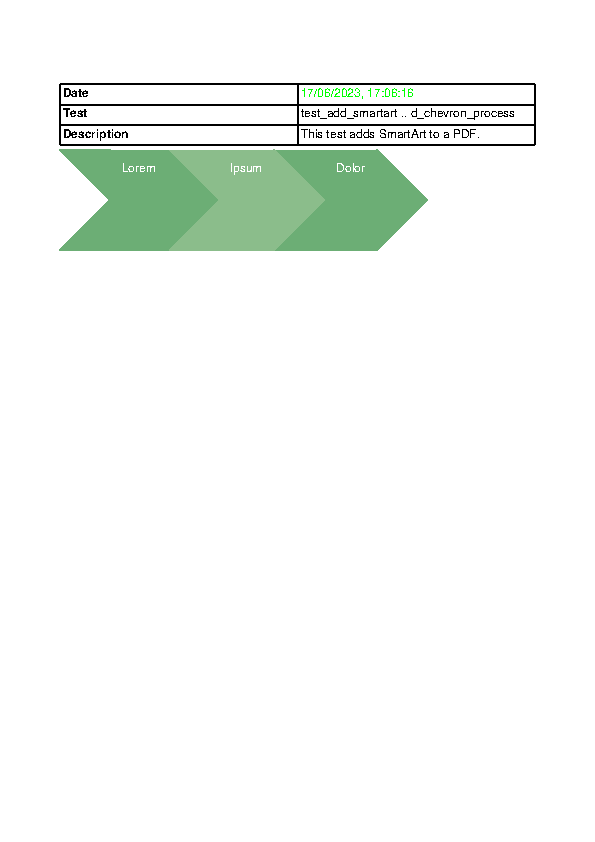 Date 17/06/2023, 17:06:16
Test test_add_smartart .. d_chevron_process
Description This test adds SmartArt to a PDF.
Lorem Ipsum Dolor